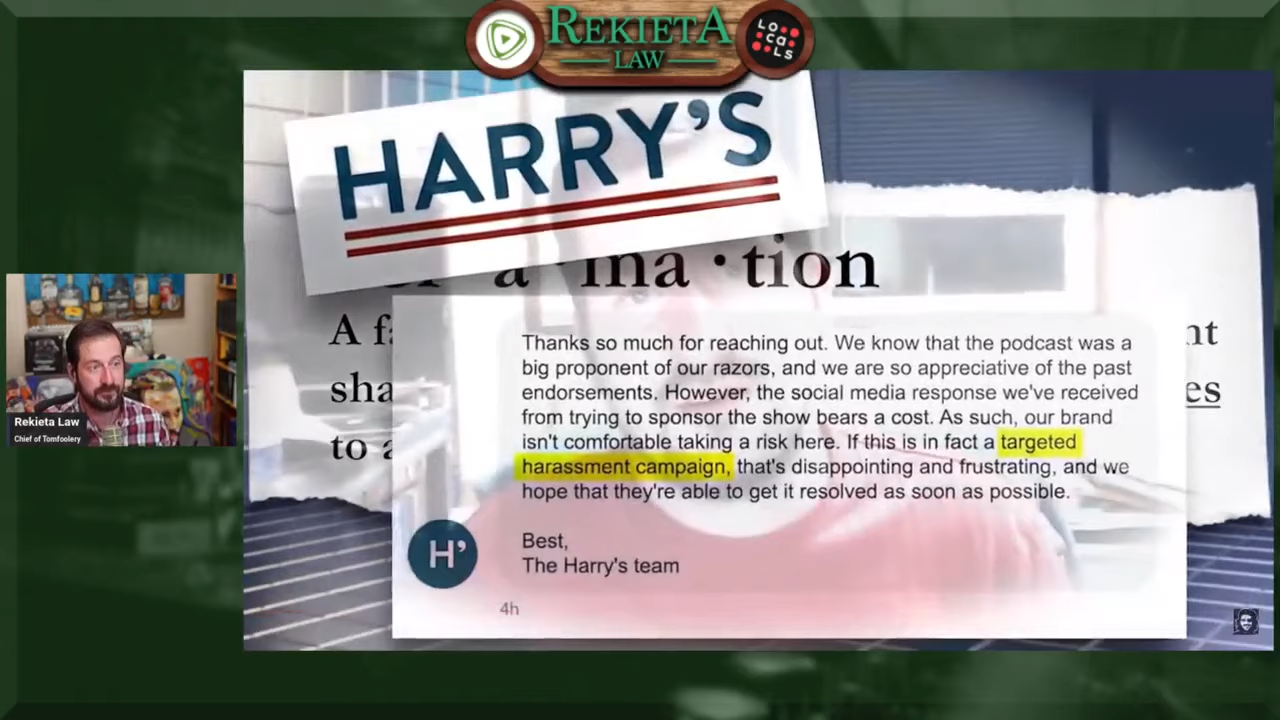 REKIETA
LAW
LOCALS
HARRY'S
a · ma · tion
A fa
nt
sha
es
to a
Thanks so much for reaching out. We know that the podcast was a
big proponent of our razors, and we are so appreciative of the past
endorsements. However, the social media response we've received
from trying to sponsor the show bears a cost. As such, our brand
isn't comfortable taking a risk here. If this is in fact a targeted
harassment campaign, that's disappointing and frustrating, and we
hope that they're able to get it resolved as soon as possible.
Best,
The Harry's team
H'
4h
Rekieta Law
Chief of Tomfoolery